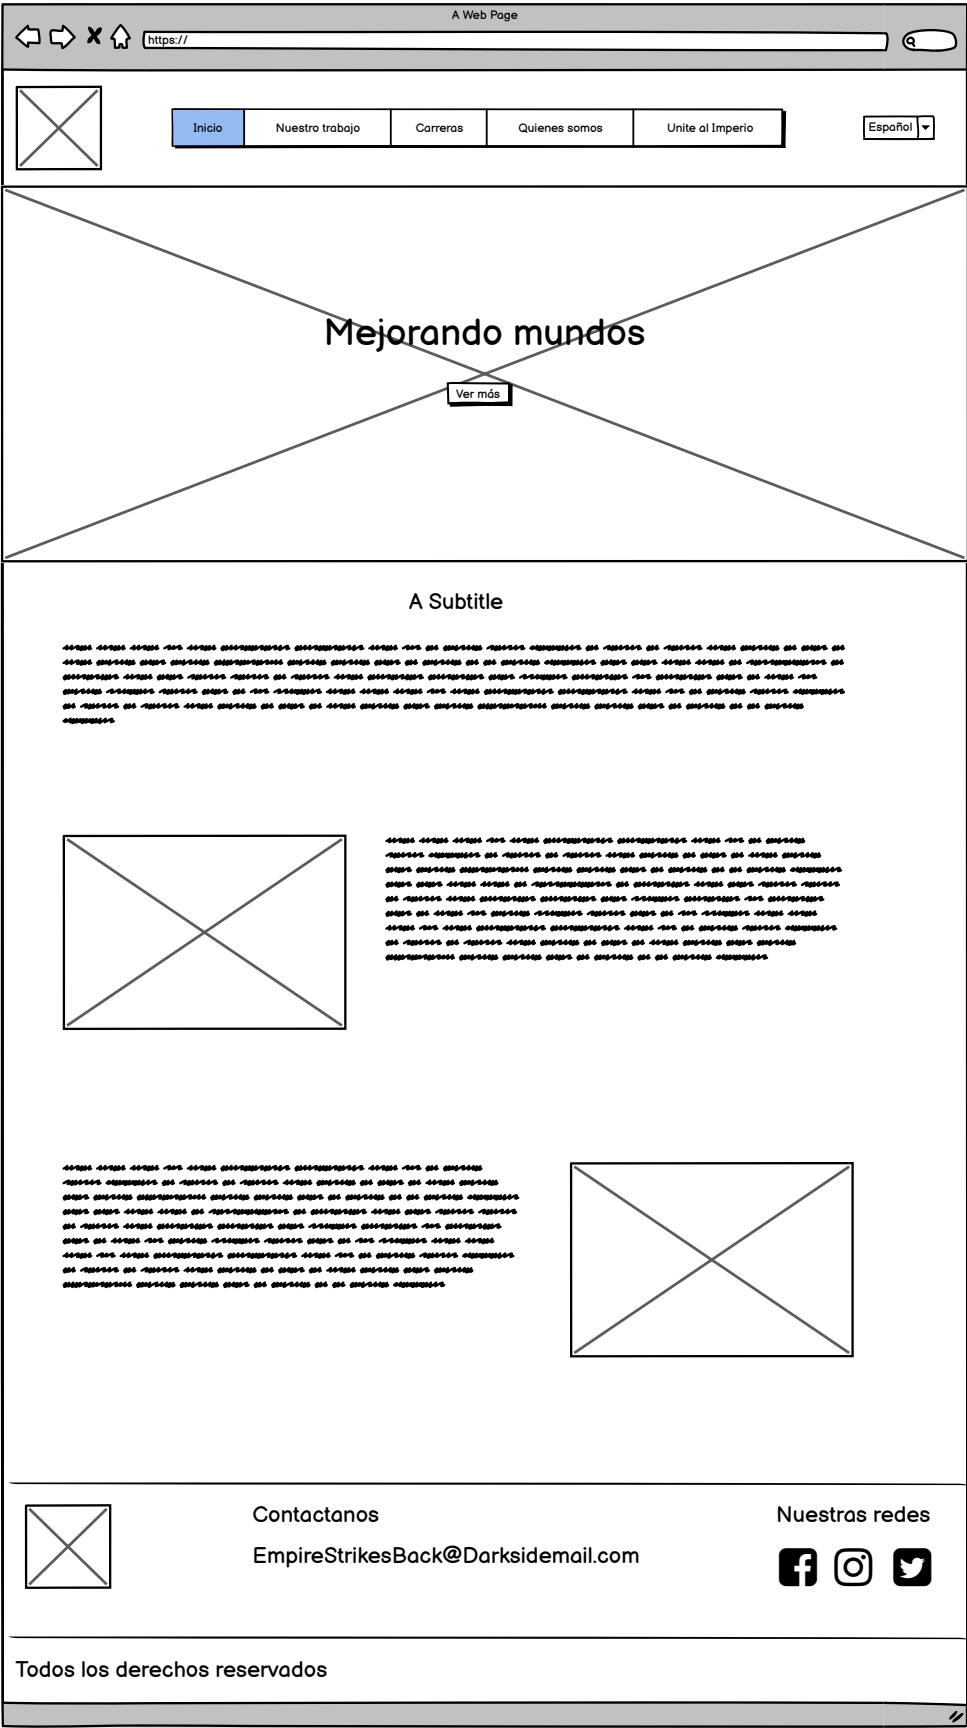 A Web Page
https://
Inicio Nuestro trabajo Carreras Quienes somos Unite al Imperio Español
Mejorando mundos
Ver más
A Subtitle
Contactanos
EmpireStrikesBack@Darksidemail.com
Nuestras redes
Todos los derechos reservados